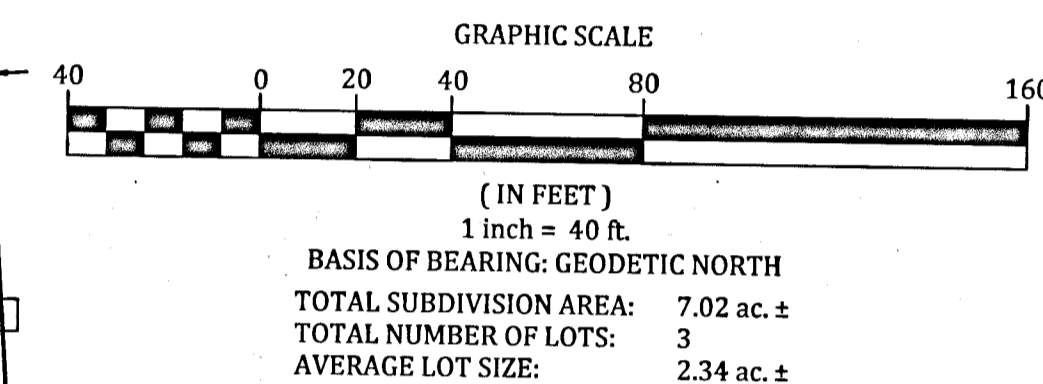 GRAPHIC SCALE
40 0 20 40 80 160
( IN FEET )
1 inch = 40 ft.
BASIS OF BEARING: GEODETIC NORTH
TOTAL SUBDIVISION AREA: 7.02 ac. ±
TOTAL NUMBER OF LOTS: 3
AVERAGE LOT SIZE: 2.34 ac. ±